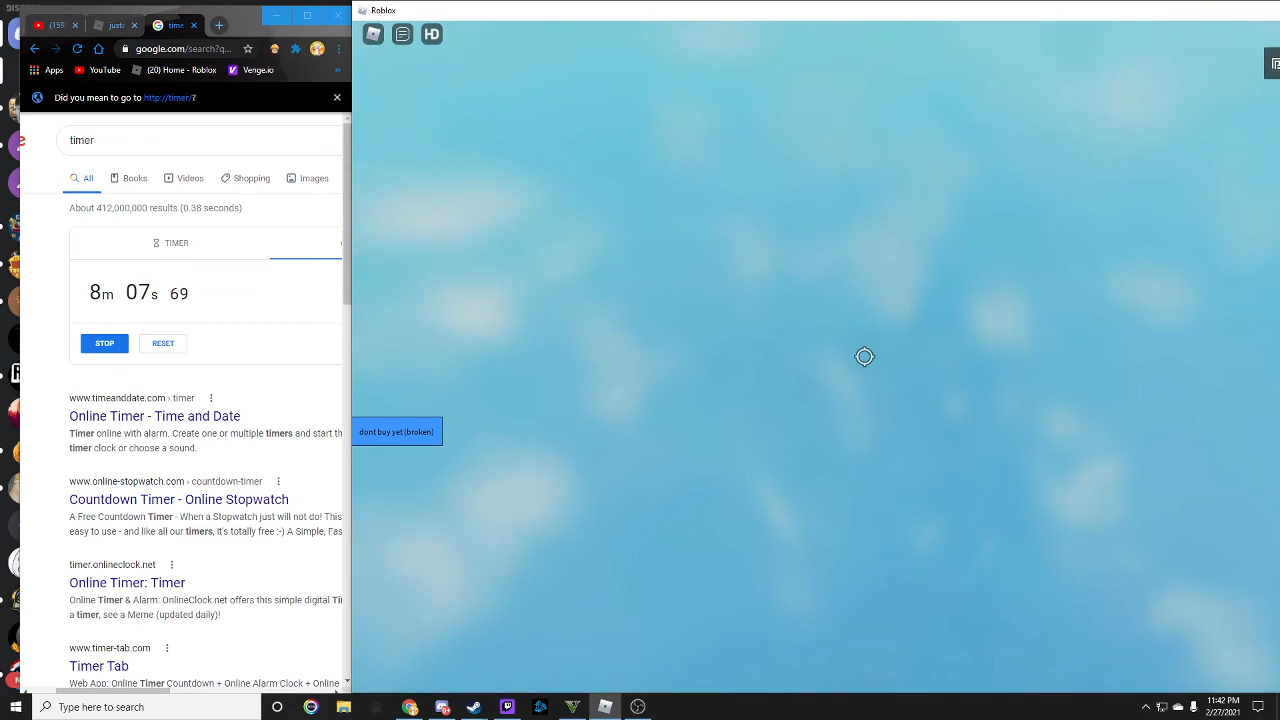 (159
justa
time
google.com/search?q...
Apps
YouTube
(20) Home - Roblox
Venge.io
»
Did you mean to go to http://timer/?
timer
All
Books
Videos
Shopping
Images
About 412,000,000 results (0.38 seconds)
TIMER
8m 07s 69
STOP
RESET
www.timeanddate.com › timer
Online Timer - Time and Date
Timer online with alarm. Create one or multiple timers and start the
timer clock or choose a sound.
www.online-stopwatch.com › countdown-timer
Countdown Timer - Online Stopwatch
A Free Countdown Timer - When a Stopwatch just will not do! This
easy to use - and like all our timers, it's totally free :-) A Simple, Fas
timer.onlineclock.net
Online Timer: Timer
Online Timer & Alarm: OnlineClock.net offers this simple digital Ti
a timer, see a Meme (updated daily)!
www.timer-tab.com
Timer Tab
Web App: Online Timer Countdown + Online Alarm Clock + Online
Roblox
HD
dont buy yet (broken)
Type here to search
11:42 PM
2/27/2021